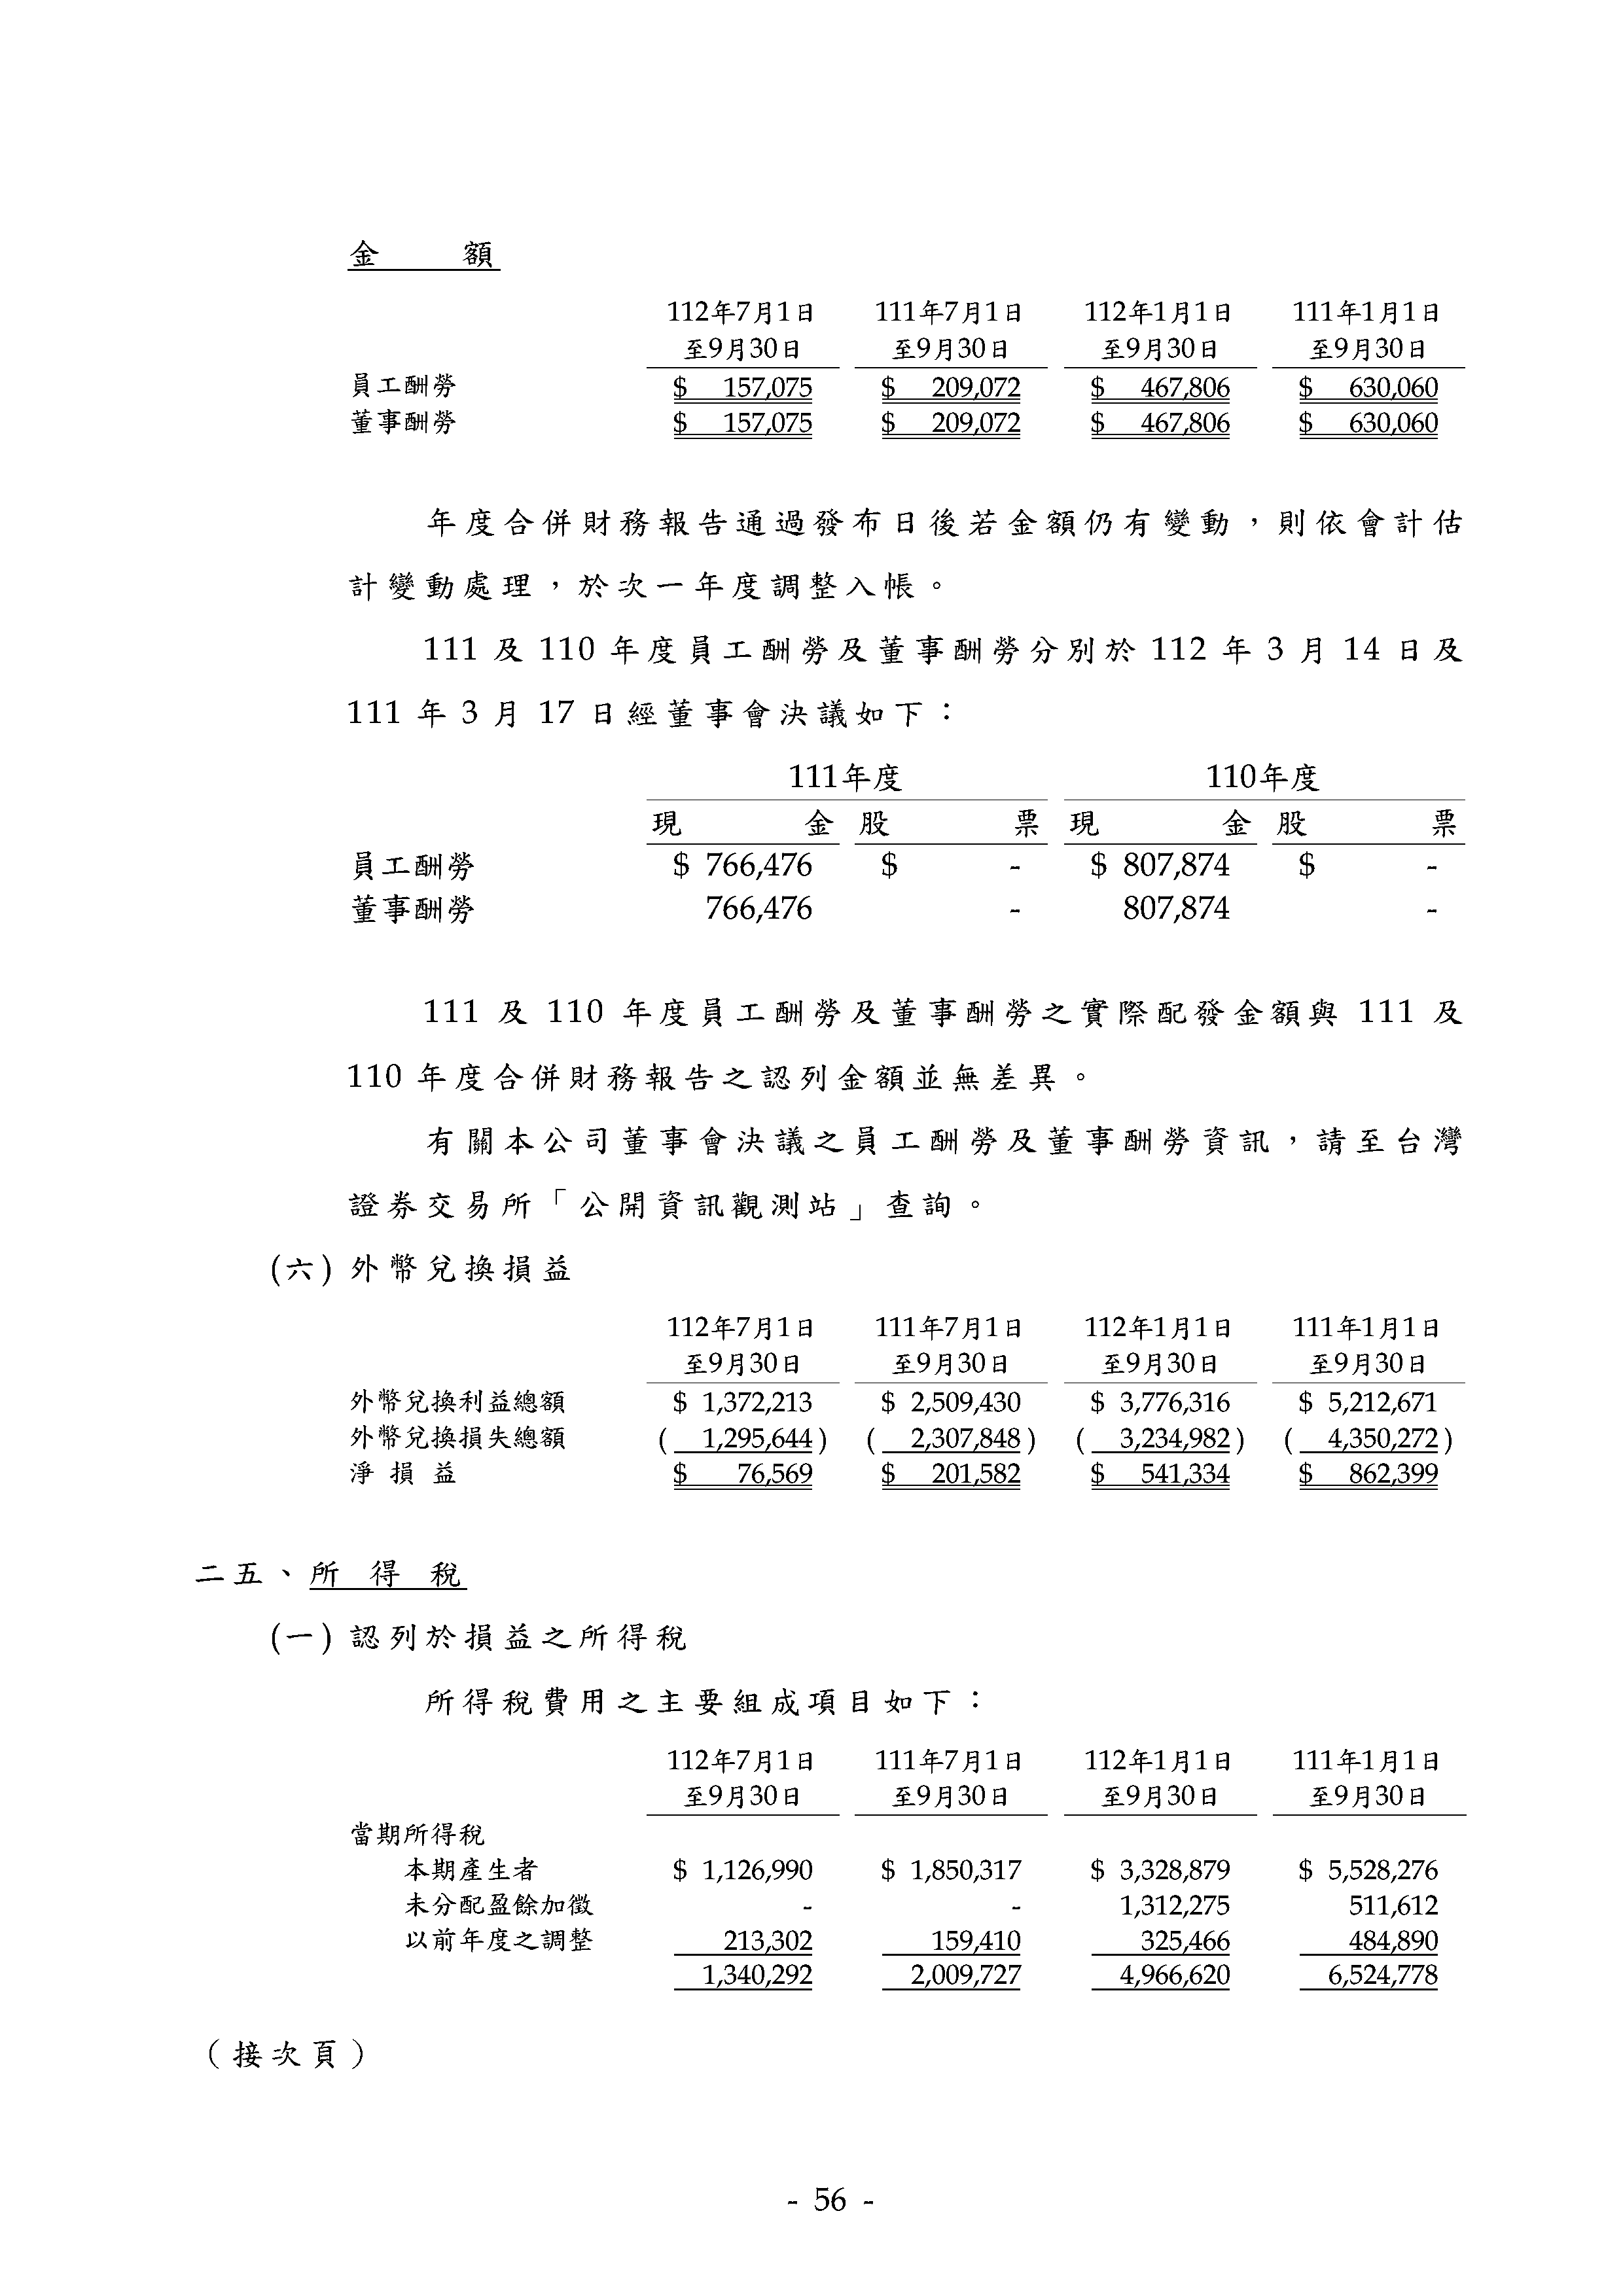 金　　額
112年7月1日 111年7月1日 112年1月1日 111年1月1日
至9月30日 至9月30日 至9月30日 至9月30日
員工酬勞 $ 157,075 $ 209,072 $ 467,806 $ 630,060
董事酬勞 $ 157,075 $ 209,072 $ 467,806 $ 630,060
年度合併財務報告通過發布日後若金額仍有變動，則依會計估
計變動處理，於次一年度調整入帳。
111 及 110 年度員工酬勞及董事酬勞分別於 112 年 3 月 14 日及
111 年 3 月 17 日經董事會決議如下：
111年度 110年度
現 金 股 票 現 金 股 票
員工酬勞 $ 766,476 $ - $ 807,874 $ -
董事酬勞 766,476 - 807,874 -
111 及 110 年度員工酬勞及董事酬勞之實際配發金額與 111 及
110 年度合併財務報告之認列金額並無差異。
有關本公司董事會決議之員工酬勞及董事酬勞資訊，請至台灣
證券交易所「公開資訊觀測站」查詢。
(六) 外幣兌換損益
112年7月1日 111年7月1日 112年1月1日 111年1月1日
至9月30日 至9月30日 至9月30日 至9月30日
外幣兌換利益總額 $ 1,372,213 $ 2,509,430 $ 3,776,316 $ 5,212,671
外幣兌換損失總額 ( 1,295,644 ) ( 2,307,848 ) ( 3,234,982 ) ( 4,350,272 )
淨 損 益 $ 76,569 $ 201,582 $ 541,334 $ 862,399
二五、所 得 稅
(一) 認列於損益之所得稅
所得稅費用之主要組成項目如下：
112年7月1日 111年7月1日 112年1月1日 111年1月1日
至9月30日 至9月30日 至9月30日 至9月30日
當期所得稅
本期產生者 $ 1,126,990 $ 1,850,317 $ 3,328,879 $ 5,528,276
未分配盈餘加徵 - - 1,312,275 511,612
以前年度之調整 213,302 159,410 325,466 484,890
1,340,292 2,009,727 4,966,620 6,524,778
（接次頁）
- 56 -